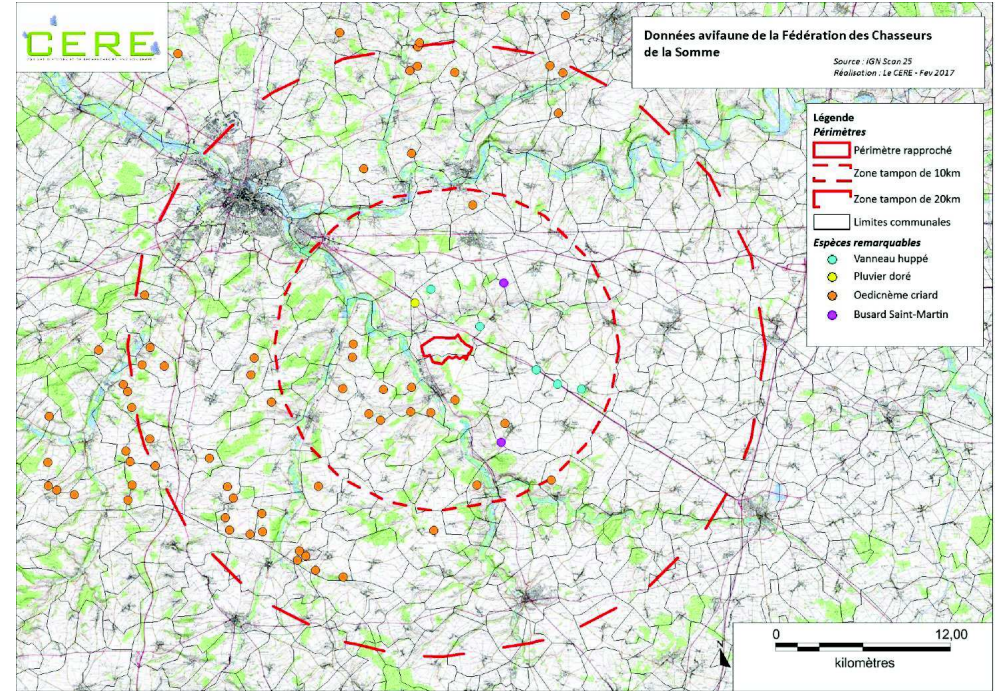 CERE
Données avifaune de la Fédération des Chasseurs
de la Somme
Source : IGN Scan 25
Réalisation : Le CERE - Fev 2017
Légende
Périmètres
Périmètre rapproché
Zone tampon de 10km
Zone tampon de 20km
Limites communales
Espèces remarquables
Vanneau huppé
Pluvier doré
Oedicnème criard
Busard Saint-Martin
0 12,00
kilomètres